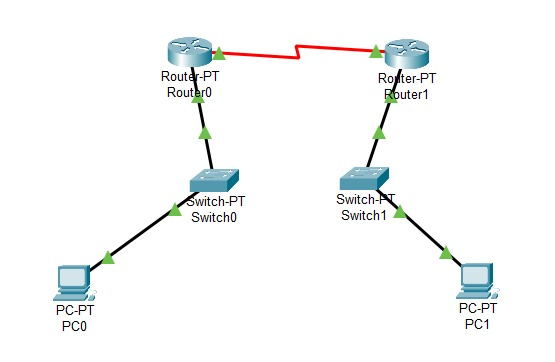 Router-PT
Router0
Router-PT
Router1
Switch-PT
Switch0
Switch-PT
Switch1
PC-PT
PC0
PC-PT
PC1